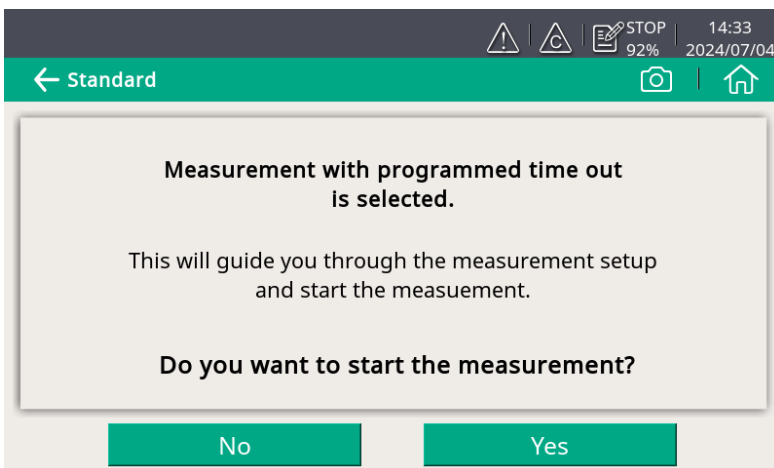 STOP 14:33
92% 2024/07/04
Standard
Measurement with programmed time out
is selected.
This will guide you through the measurement setup
and start the measuement.
Do you want to start the measurement?
No Yes